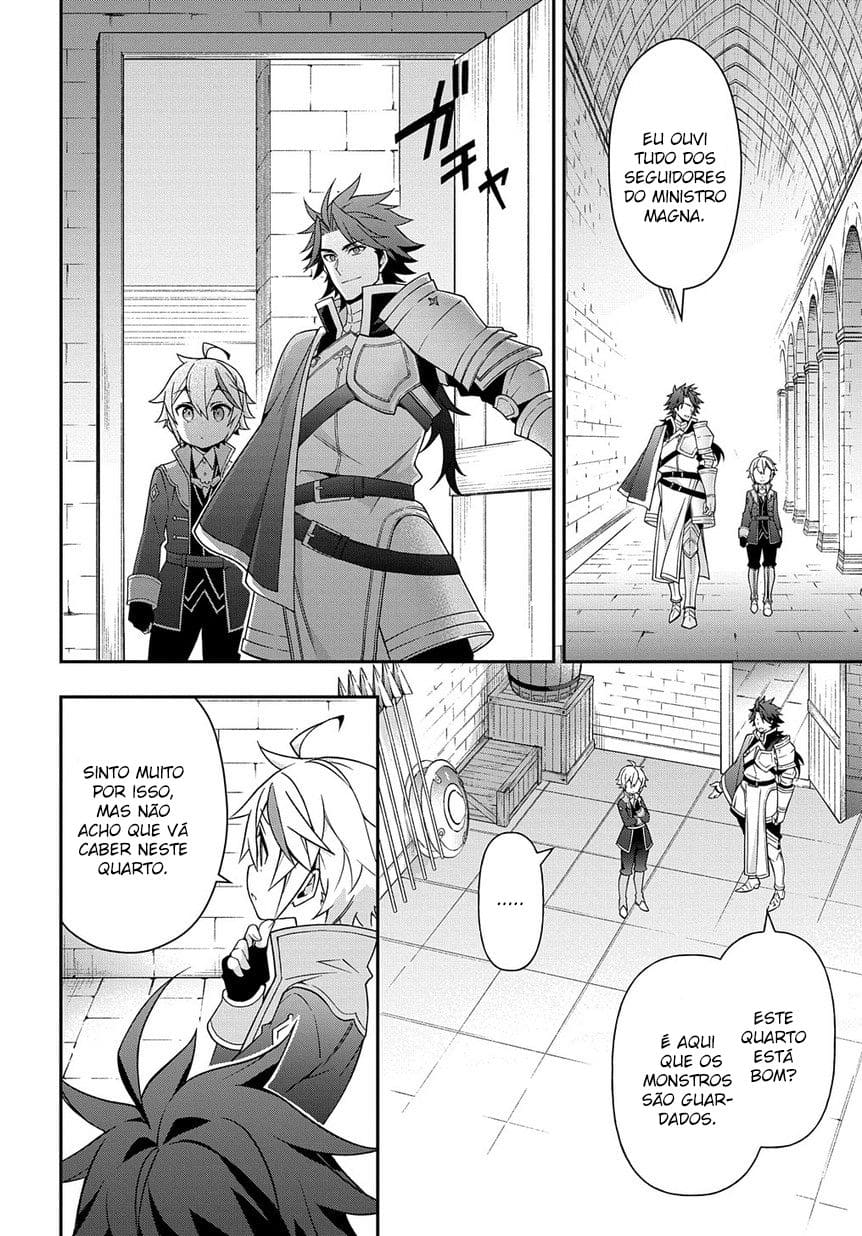 EU OUVI
TUDO DOS
SEGUIDORES
DO MINISTRO
MAGNA.
ガチャ
ESTE
QUARTO
ESTÁ
BOM?
É AQUI
QUE OS
MONSTROS
SÃO GUAR-
DADOS.
.....
SINTO MUITO
POR ISSO,
MAS NÃO
ACHO QUE VÁ
CABER NESTE
QUARTO.